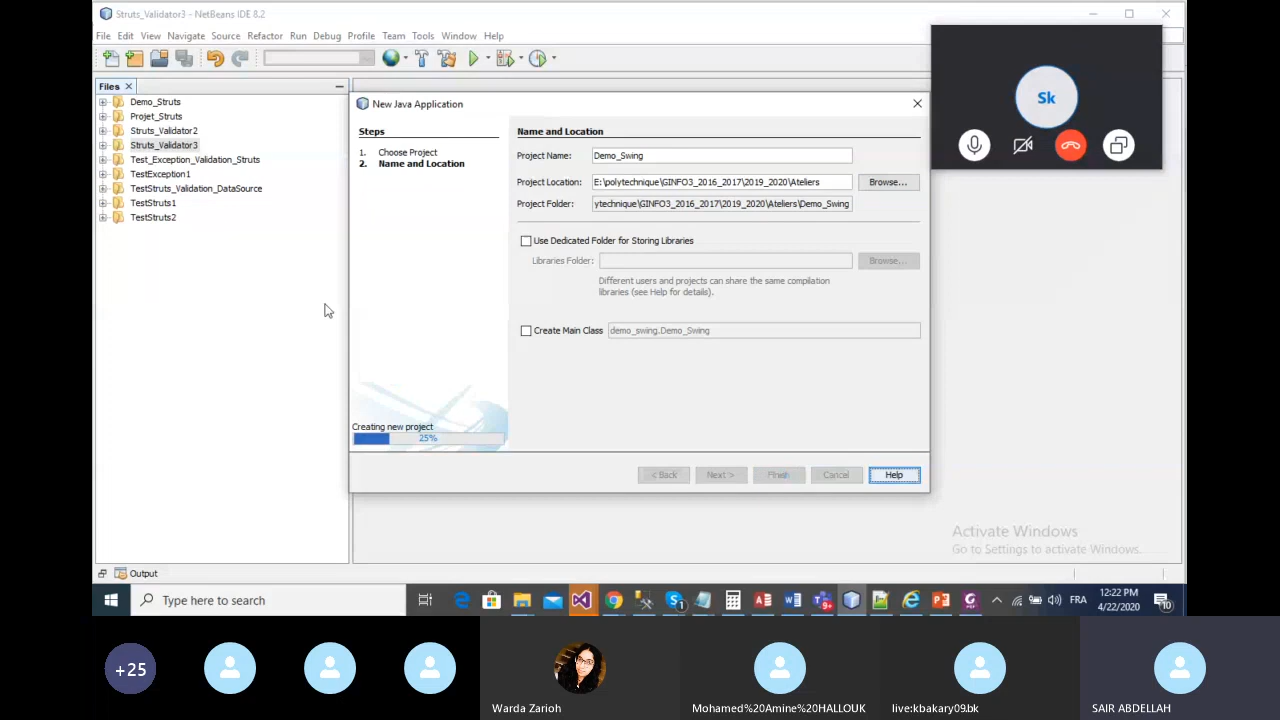 Struts_Validator3 - NetBeans IDE 8.2
File Edit View Navigate Source Refactor Run Debug Profile Team Tools Window Help
Files
Demo_Struts
Projet_Struts
Struts_Validator2
Struts_Validator3
Test_Exception_Validation_Struts
TestException1
TestStruts_Validation_DataSource
TestStruts1
TestStruts2
New Java Application
Steps
1. Choose Project
2. Name and Location
Name and Location
Project Name: Demo_Swing
Project Location: E:\polytechnique\GINFO3_2016_2017\2019_2020\Ateliers Browse...
Project Folder: ytechnique\GINFO3_2016_2017\2019_2020\Ateliers\Demo_Swing
Use Dedicated Folder for Storing Libraries
Libraries Folder: Browse...
Different users and projects can share the same compilation
libraries (see Help for details).
Create Main Class demo_swing.Demo_Swing
Creating new project
25%
< Back Next > Finish Cancel Help
Sk
Activate Windows
Go to Settings to activate Windows.
Output
Type here to search
FRA
12:22 PM
4/22/2020
10
+25
Warda Zarioh
Mohamed%20Amine%20HALLOUK
live:kbakary09.bk
SAIR ABDELLAH